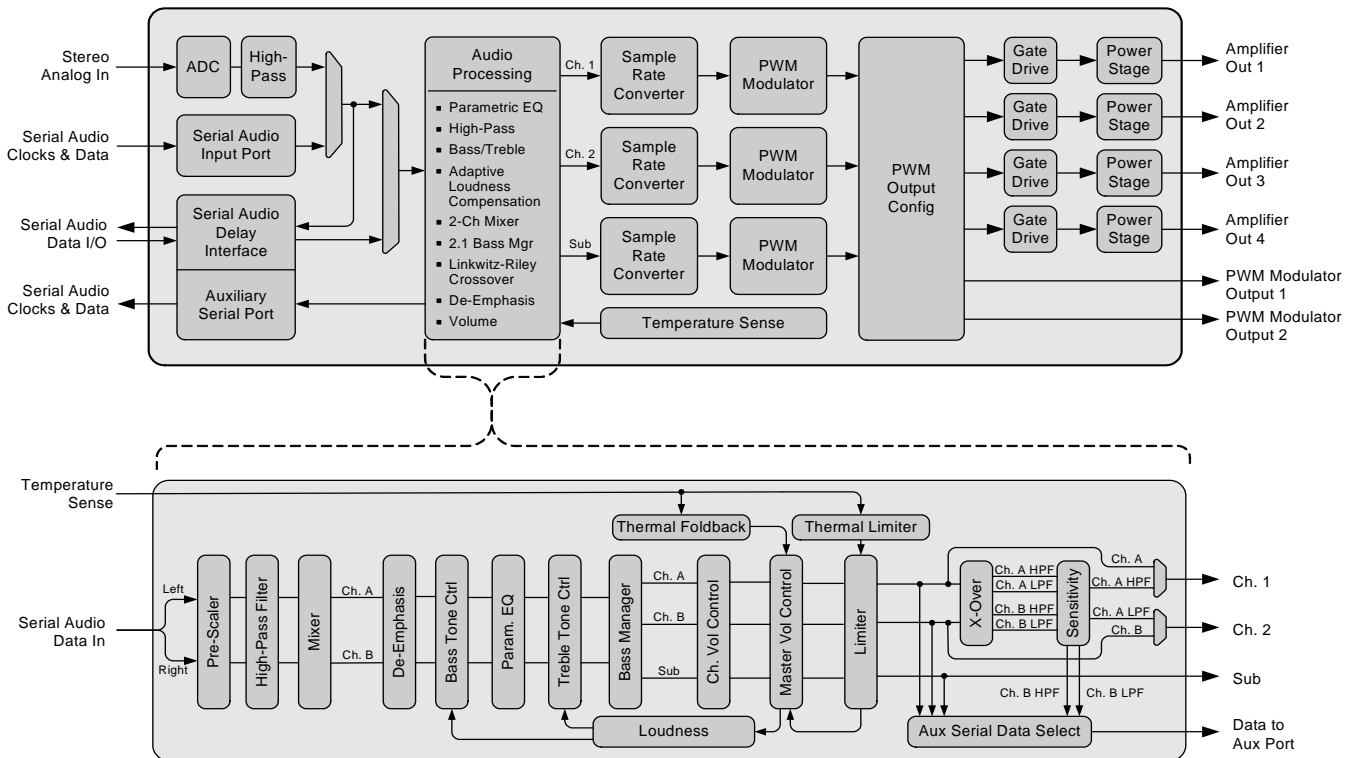 Stereo
Analog In
ADC
High-
Pass
Serial Audio
Clocks & Data
Serial Audio
Input Port
Serial Audio
Data I/O
Serial Audio
Delay
Interface
Serial Audio
Clocks & Data
Auxiliary
Serial Port
Audio
Processing
▪ Parametric EQ
▪ High-Pass
▪ Bass/Treble
▪ Adaptive
Loudness
Compensation
▪ 2-Ch Mixer
▪ 2.1 Bass Mgr
▪ Linkwitz-Riley
Crossover
▪ De-Emphasis
▪ Volume
Ch. 1
Sample
Rate
Converter
PWM
Modulator
Ch. 2
Sample
Rate
Converter
PWM
Modulator
Sub
Sample
Rate
Converter
PWM
Modulator
Temperature Sense
PWM
Output
Config
Gate
Drive
Power
Stage
Amplifier
Out 1
Gate
Drive
Power
Stage
Amplifier
Out 2
Gate
Drive
Power
Stage
Amplifier
Out 3
Gate
Drive
Power
Stage
Amplifier
Out 4
PWM Modulator
Output 1
PWM Modulator
Output 2
Temperature
Sense
Thermal Foldback
Thermal Limiter
Serial Audio
Data In
Left
Right
Pre-Scaler
High-Pass Filter
Mixer
Ch. A
Ch. B
De-Emphasis
Bass Tone Ctrl
Param. EQ
Treble Tone Ctrl
Bass Manager
Ch. A
Ch. B
Sub
Ch. Vol Control
Master Vol Control
Limiter
Loudness
X-Over
Ch. A HPF
Ch. A LPF
Ch. B HPF
Ch. B LPF
Sensitivity
Ch. A
Ch. A HPF
Ch. A LPF
Ch. B
Ch. B HPF
Ch. B LPF
Aux Serial Data Select
Ch. 1
Ch. 2
Sub
Data to
Aux Port